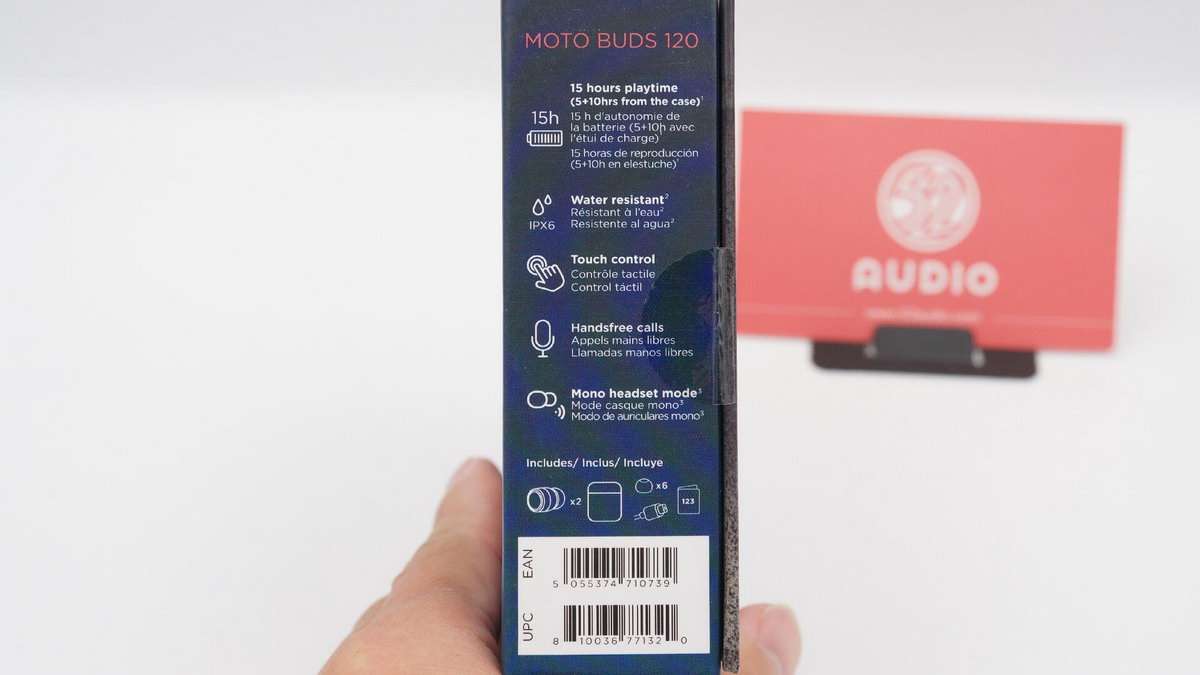 MOTO BUDS 120
15h
15 hours playtime
(5+10hrs from the case)¹
15 h d'autonomie de
la batterie (5+10h avec
l'étui de charge)¹
15 horas de reproducción
(5+10h en elestuche)¹
IPX6
Water resistant²
Résistant à l'eau²
Resistente al agua²
Touch control
Contrôle tactile
Control táctil
Handsfree calls
Appels mains libres
Llamadas manos libres
Mono headset mode³
Mode casque mono³
Modo de auriculares mono³
Includes/ Inclus/ Incluye
x2
x6
123
EAN
5 055374 710739
UPC
8 10036 77132 0
AUDIO